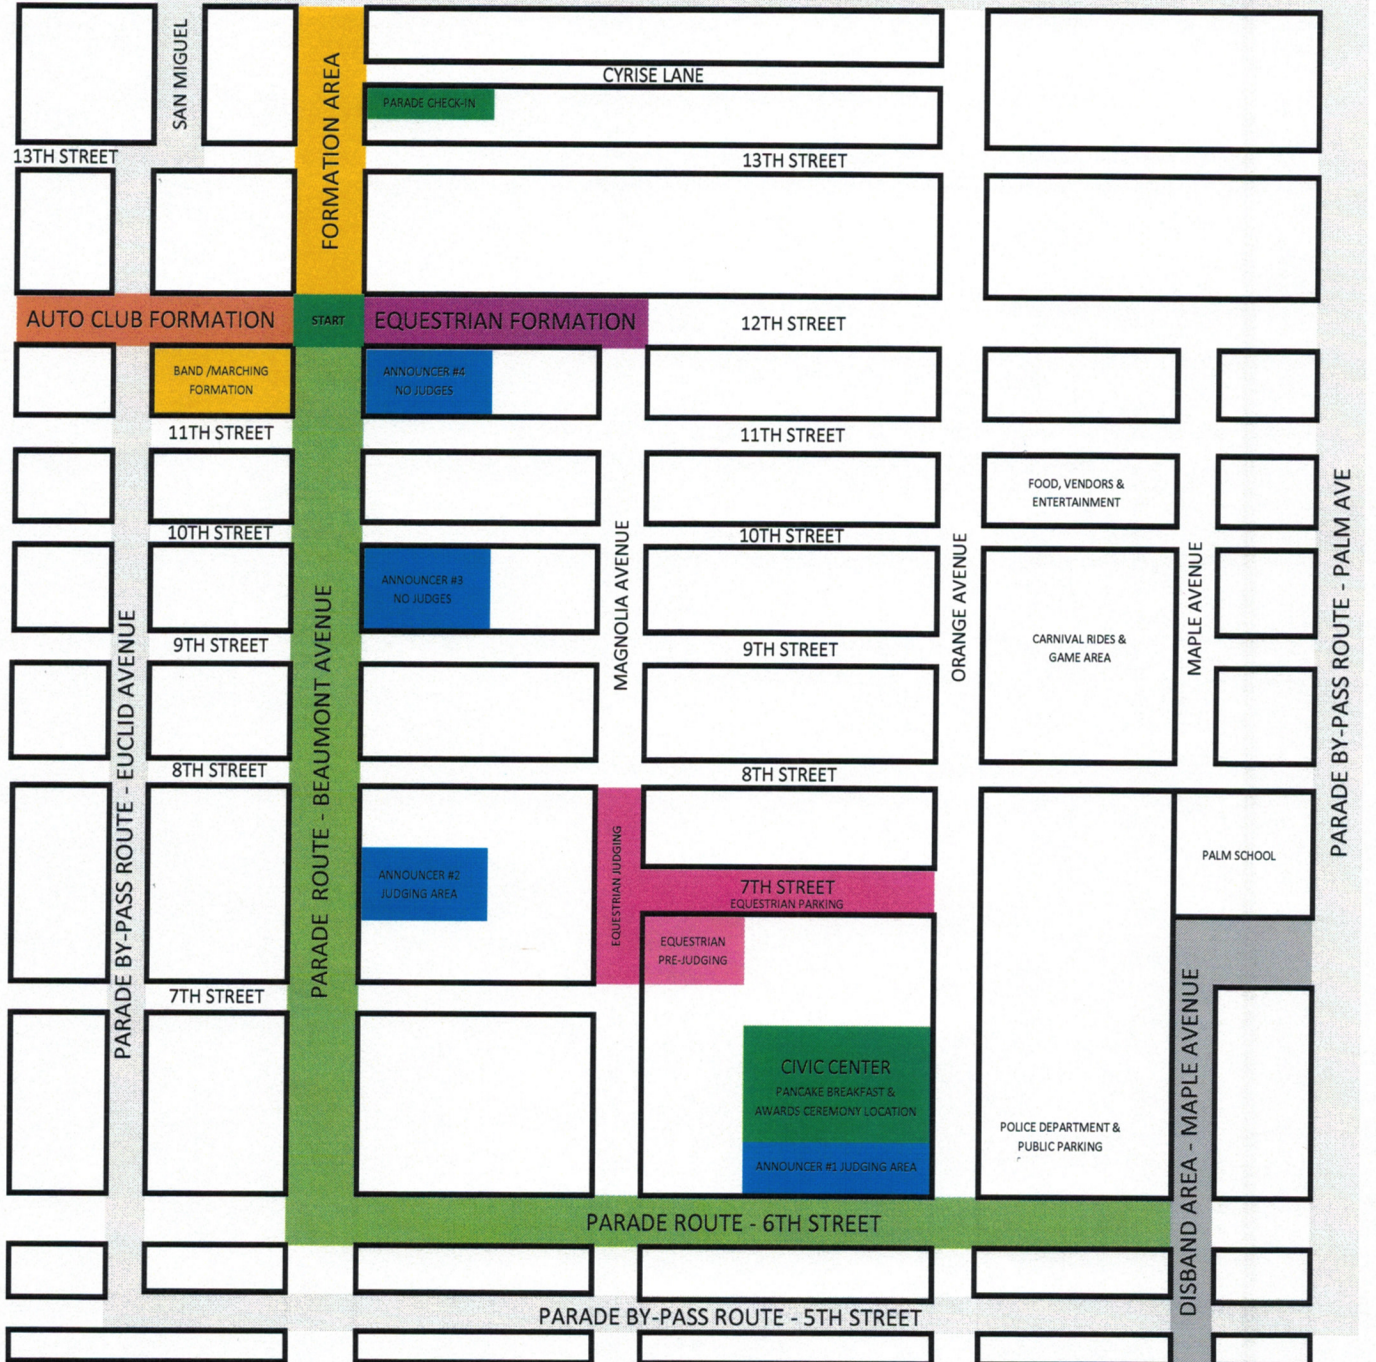 SAN MIGUEL
FORMATION AREA
CYRISE LANE
PARADE CHECK-IN
13TH STREET
13TH STREET
AUTO CLUB FORMATION
START
EQUESTRIAN FORMATION
12TH STREET
BAND /MARCHING
FORMATION
ANNOUNCER #4
NO JUDGES
11TH STREET
11TH STREET
FOOD, VENDORS &
ENTERTAINMENT
10TH STREET
10TH STREET
ANNOUNCER #3
NO JUDGES
MAGNOLIA AVENUE
ORANGE AVENUE
MAPLE AVENUE
PARADE BY-PASS ROUTE - PALM AVE
CARNIVAL RIDES &
GAME AREA
9TH STREET
9TH STREET
PARADE BY-PASS ROUTE - EUCLID AVENUE
PARADE ROUTE - BEAUMONT AVENUE
8TH STREET
8TH STREET
ANNOUNCER #2
JUDGING AREA
EQUESTRIAN JUDGING
7TH STREET
EQUESTRIAN PARKING
PALM SCHOOL
EQUESTRIAN
PRE-JUDGING
7TH STREET
CIVIC CENTER
PANCAKE BREAKFAST &
AWARDS CEREMONY LOCATION
ANNOUNCER #1 JUDGING AREA
POLICE DEPARTMENT &
PUBLIC PARKING
DISBAND AREA - MAPLE AVENUE
PARADE ROUTE - 6TH STREET
PARADE BY-PASS ROUTE - 5TH STREET